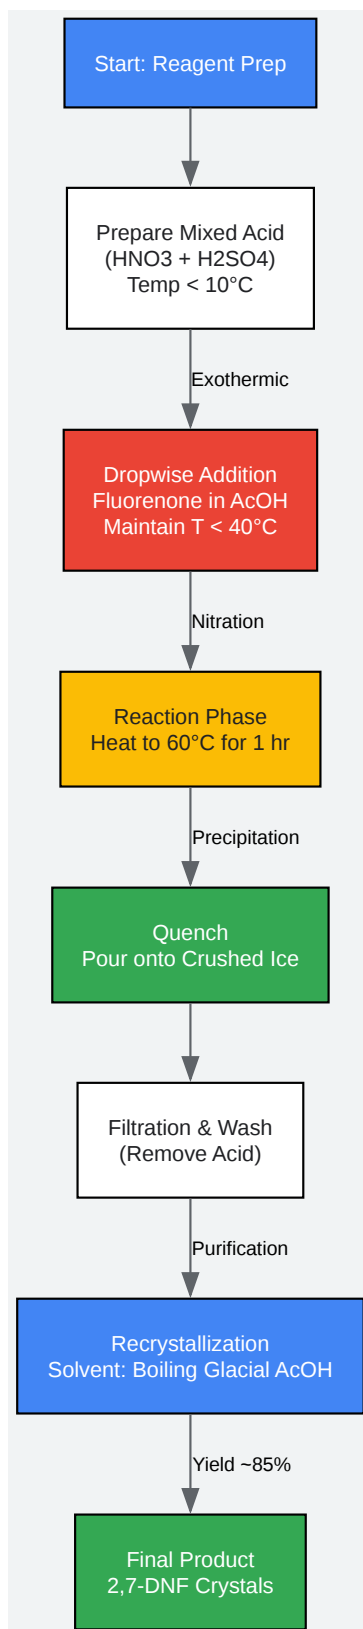 Start: Reagent Prep
Prepare Mixed Acid
(HNO3 + H2SO4)
Temp < 10°C
Exothermic
Dropwise Addition
Fluorenone in AcOH
Maintain T < 40°C
Nitration
Reaction Phase
Heat to 60°C for 1 hr
Precipitation
Quench
Pour onto Crushed Ice
Filtration & Wash
(Remove Acid)
Purification
Recrystallization
Solvent: Boiling Glacial AcOH
Yield ~85%
Final Product
2,7-DNF Crystals